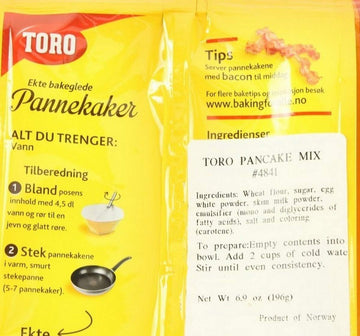 TORO
Ekte bakeglede
Pannekaker
ALT DU TRENGER:
Vann
Tilberedning
1 Bland posens
innhold med 4,5 dl
vann og rør til en
jevn og glatt røre.
2 Stek pannekakene
i varm, smurt
stekepanne
(5-7 pannekaker).
Ekte
Tips
Server pannekakene
med bacon til middag
For flere baketips og inspirasjon besøk
www.bakingfor.no
Ingredienser
TORO PANCAKE MIX
#4841
Ingredients: Wheat flour, sugar, egg
white powder, skim milk powder,
emulsifier (mono and diglycerides of
fatty acids), salt and coloring
(carotene).
To prepare:Empty contents into
bowl. Add 2 cups of cold wate
Stir until even consistency.
Net Wt 6.9 oz (196g)
Product of Norway